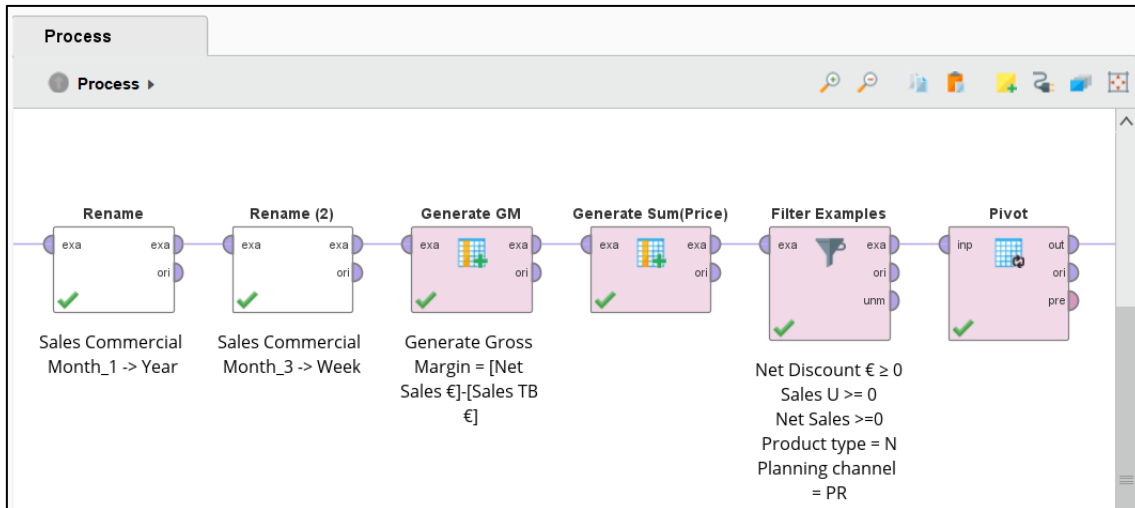 Process
Process
Rename
Rename (2)
Generate GM
Generate Sum(Price)
Filter Examples
Pivot
exa
exa
ori
exa
exa
ori
exa
exa
ori
exa
exa
ori
exa
exa
ori
unm
inp
out
ori
pre
Sales Commercial
Month_1 -> Year
Sales Commercial
Month_3 -> Week
Generate Gross
Margin = [Net
Sales €]-[Sales TB
€]
Net Discount € ≥ 0
Sales U >= 0
Net Sales >=0
Product type = N
Planning channel
= PR